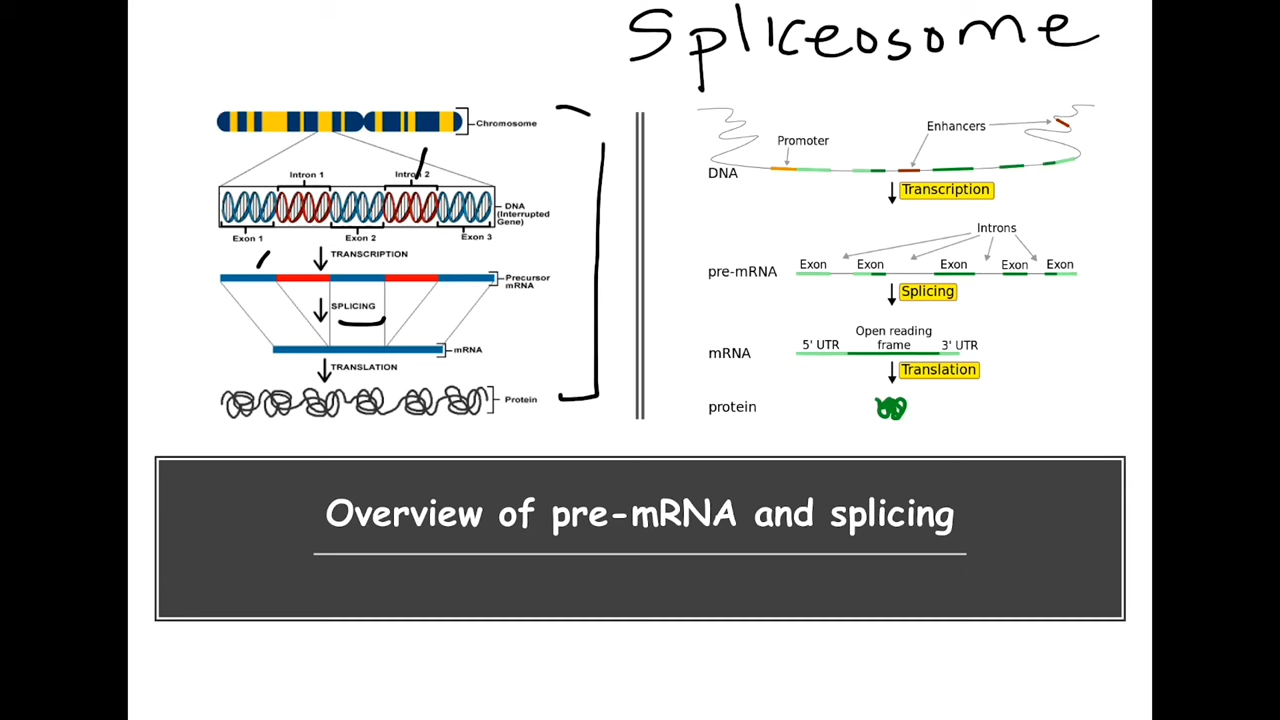 Spliceosome
Chromosome
Intron 1
Intron 2
DNA
(Interrupted
Gene)
Exon 1
Exon 2
Exon 3
TRANSCRIPTION
Precursor
mRNA
SPLICING
mRNA
TRANSLATION
Protein
Enhancers
Promoter
DNA
Transcription
Introns
Exon
Exon
Exon
Exon
Exon
pre-mRNA
Splicing
Open reading
frame
5' UTR
3' UTR
mRNA
Translation
protein
Overview of pre-mRNA and splicing